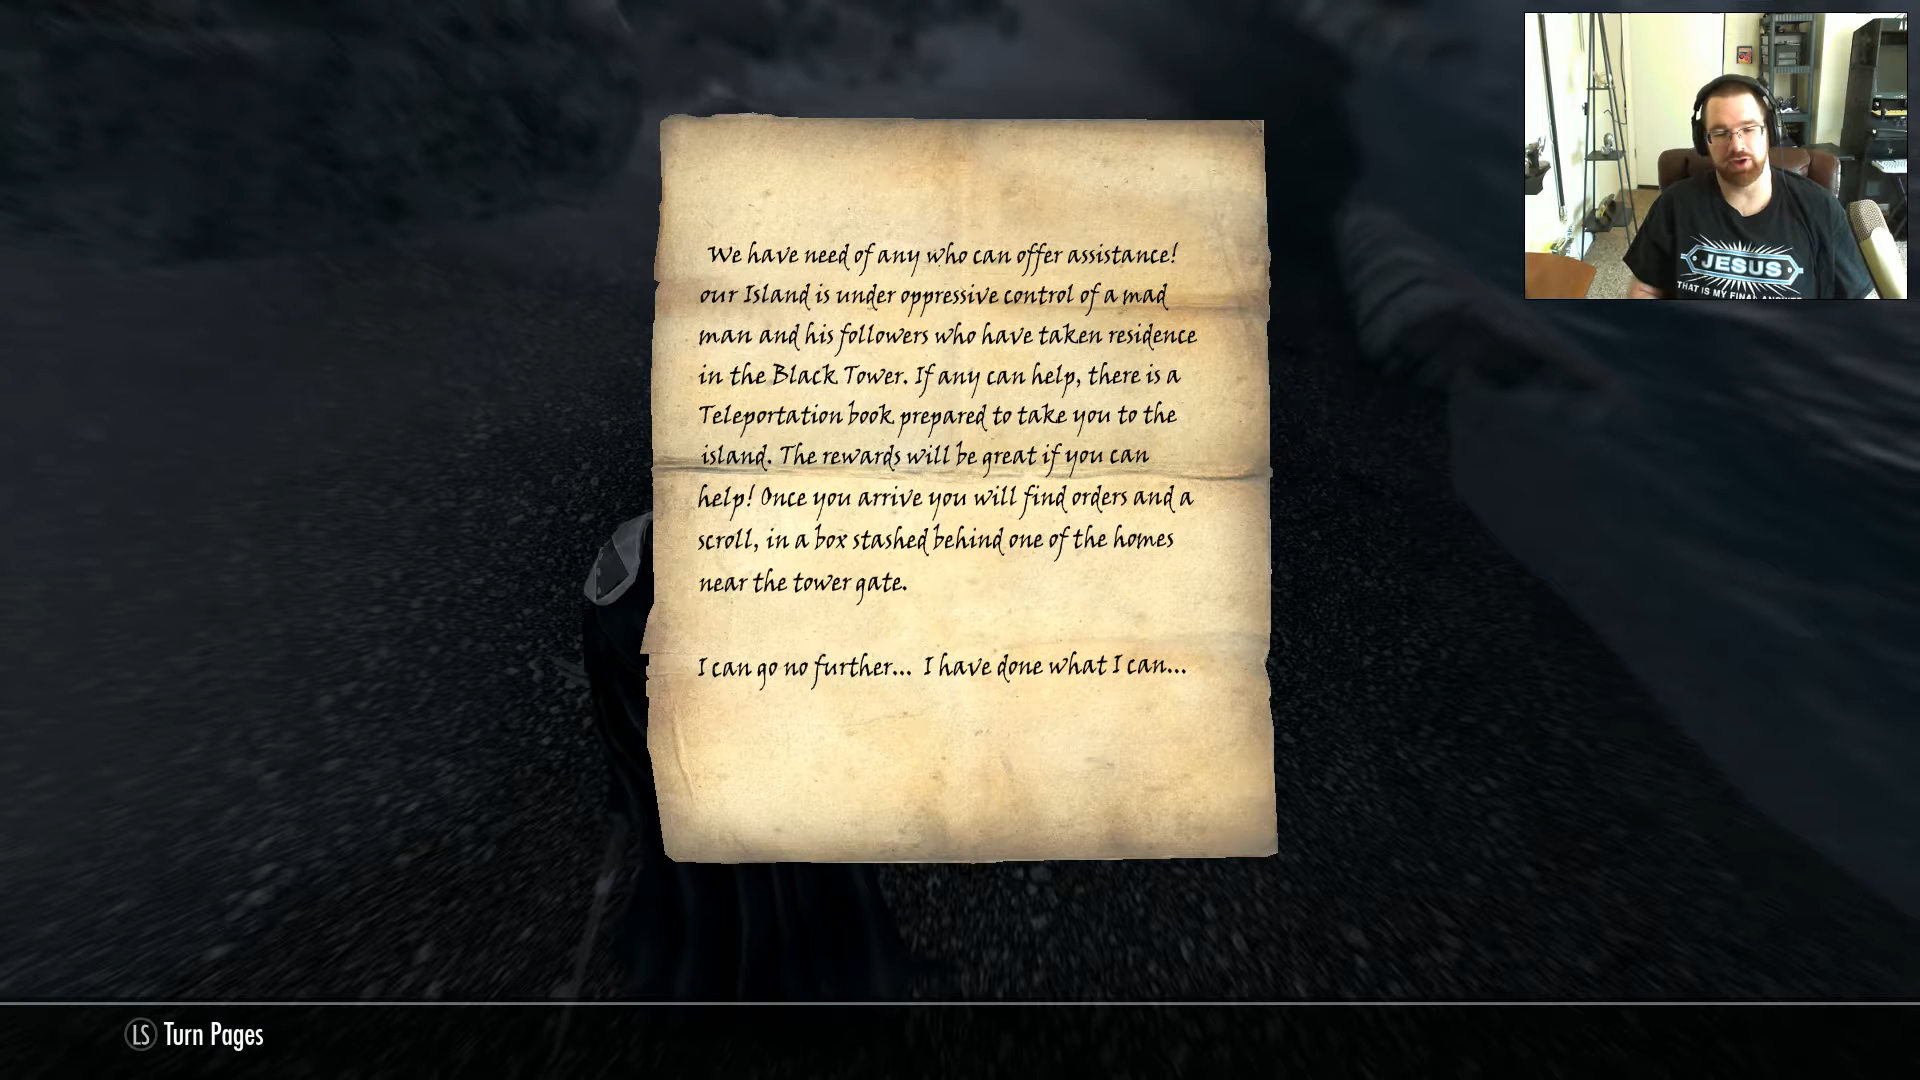 We have need of any who can offer assistance!
our Island is under oppressive control of a mad
man and his followers who have taken residence
in the Black Tower. If any can help, there is a
Teleportation book prepared to take you to the
island. The rewards will be great if you can
help! Once you arrive you will find orders and a
scroll, in a box stashed behind one of the homes
near the tower gate.
I can go no further... I have done what I can...
JESUS
THAT IS MY FINAL ANSWER
LS Turn Pages